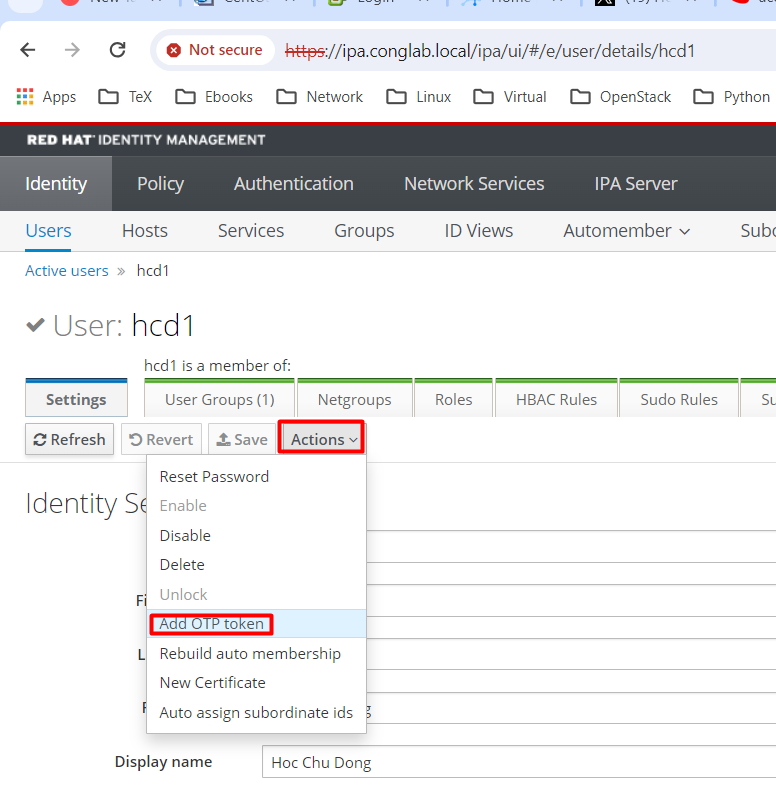 Not secure https://ipa.conglab.local/ipa/ui/#/e/user/details/hcd1
Apps TeX Ebooks Network Linux Virtual OpenStack Python
RED HAT IDENTITY MANAGEMENT
Identity Policy Authentication Network Services IPA Server
Users Hosts Services Groups ID Views Automember
Active users » hcd1
User: hcd1
hcd1 is a member of:
Settings User Groups (1) Netgroups Roles HBAC Rules Sudo Rules
Refresh Revert Save Actions
Reset Password
Identity
Enable
Disable
Delete
Unlock
Add OTP token
Rebuild auto membership
New Certificate
Auto assign subordinate ids
Display name Hoc Chu Dong